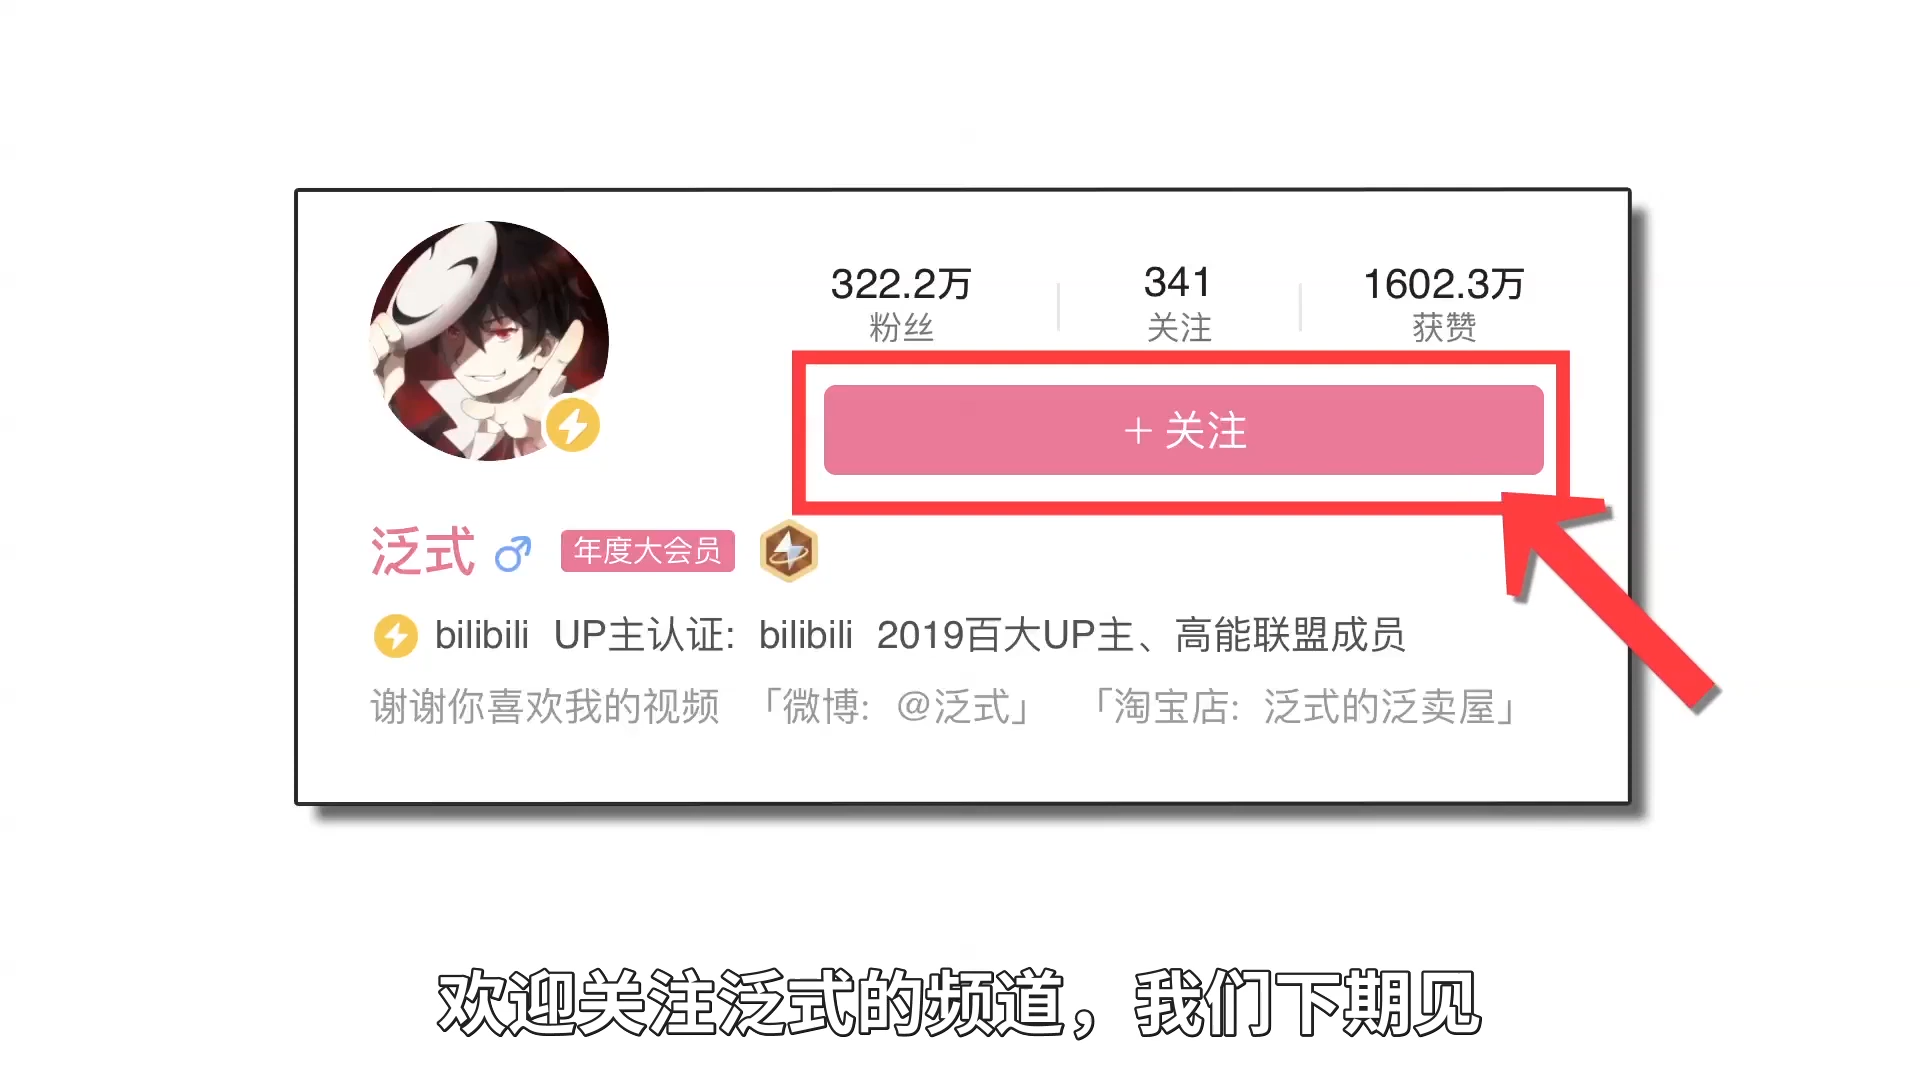 322.2万 341 1602.3万
粉丝 关注 获赞
+ 关注
泛式 年度大会员
bilibili UP主认证: bilibili 2019百大UP主、高能联盟成员
谢谢你喜欢我的视频 「微博: @泛式」 「淘宝店: 泛式的泛卖屋」
欢迎关注泛式的频道，我们下期见